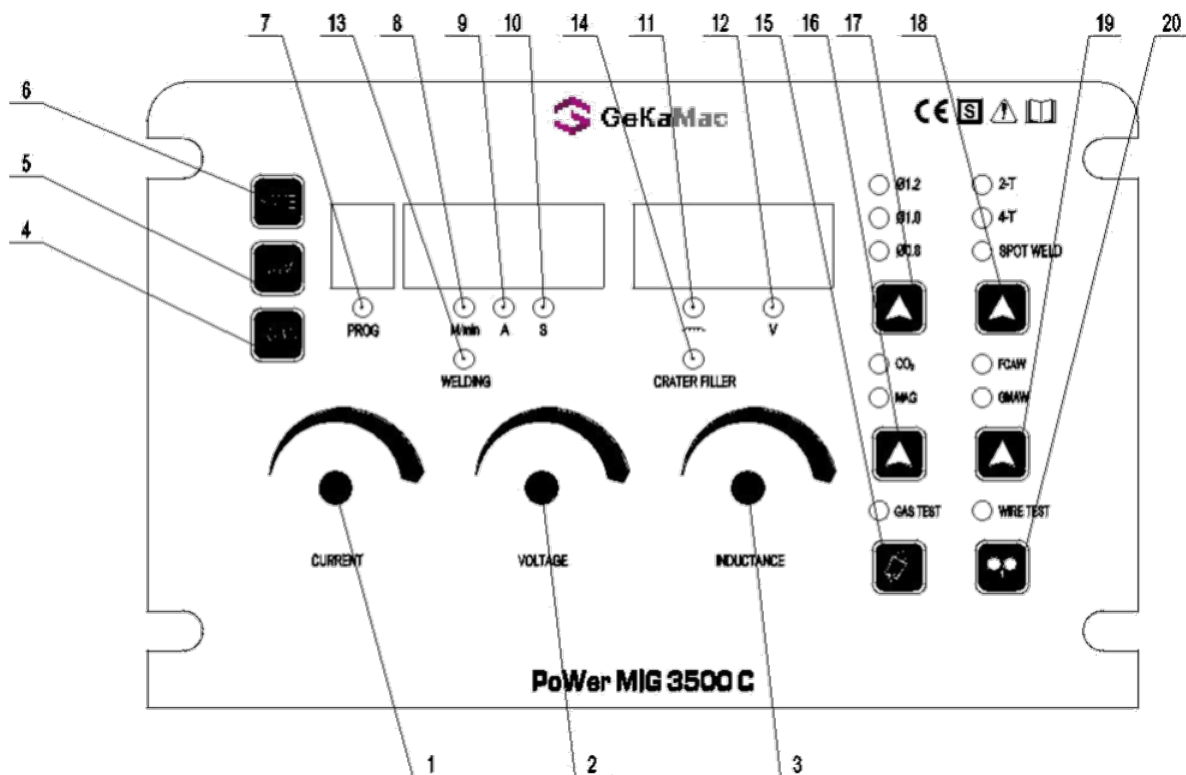 7 13 8 9 10 14 11 12 15 16 17 18 19 20
6
5
4
GeKaMac
CE S
Ø1.2 2-T
Ø1.0 4-T
Ø0.8 SPOT WELD
PROG M/min A S V
WELDING CRATER FILLER
CO₂ FCAW
MAG GMAW
GAS TEST WIRE TEST
CURRENT VOLTAGE INDUCTANCE
PoWer MIG 3500 C
1 2 3